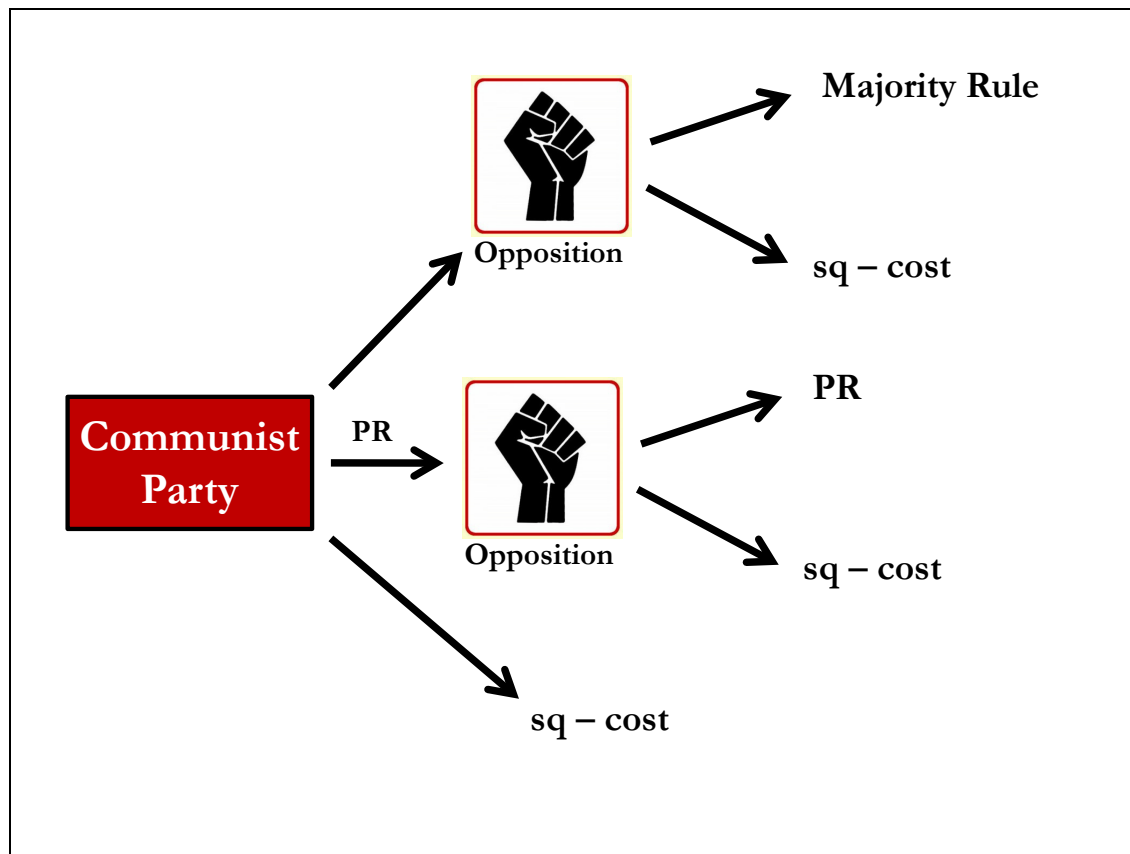 Majority Rule
Opposition
sq – cost
PR
PR
Communist
Party
Opposition
sq – cost
sq – cost